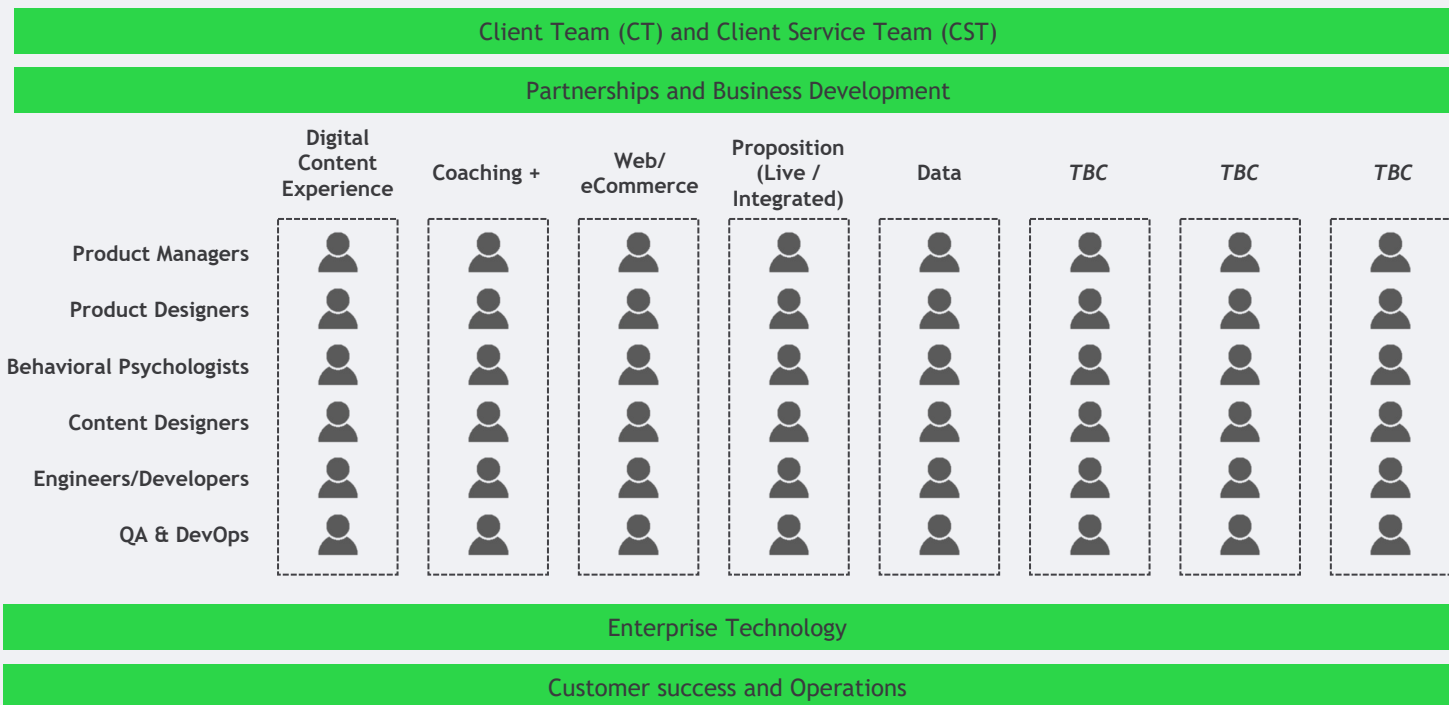 Client Team (CT) and Client Service Team (CST)
Partnerships and Business Development
Digital
Content
Experience
Coaching +
Web/
eCommerce
Proposition
(Live /
Integrated)
Data
TBC
TBC
TBC
Product Managers
Product Designers
Behavioral Psychologists
Content Designers
Engineers/Developers
QA & DevOps
Enterprise Technology
Customer success and Operations